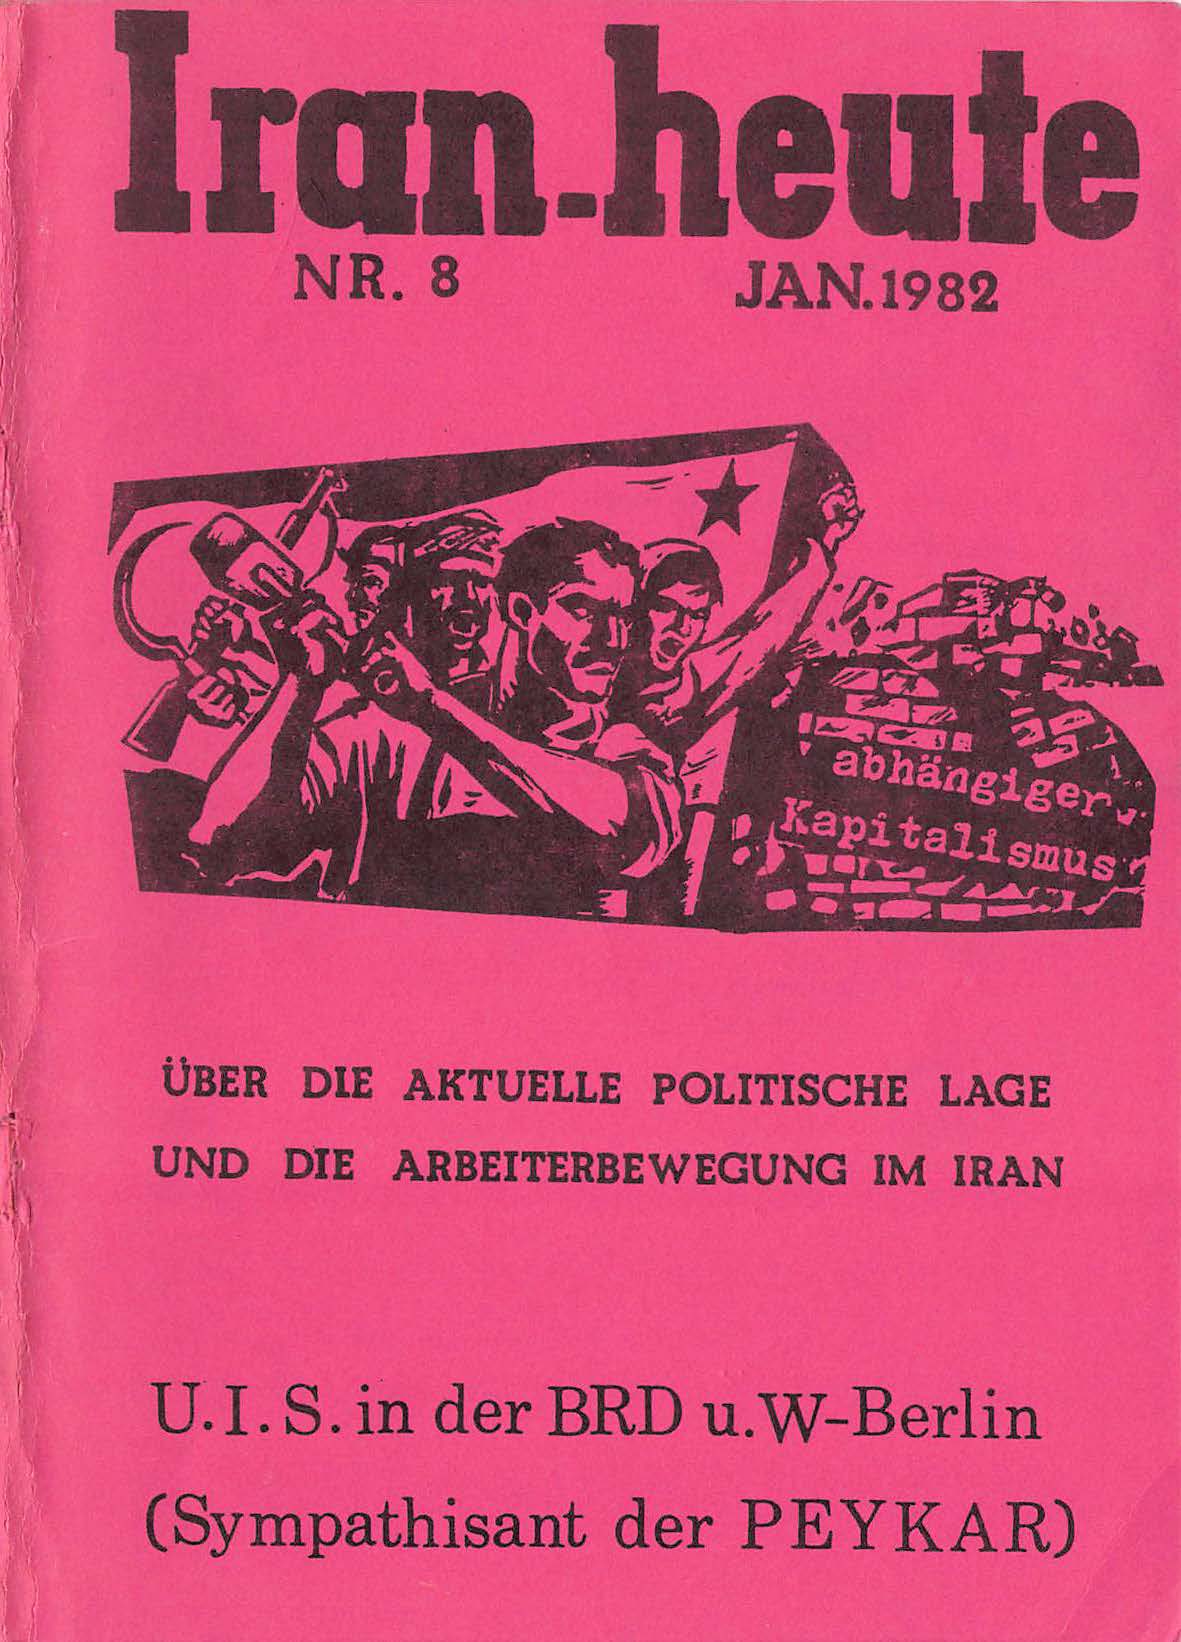 Iran-heute
NR. 8 JAN.1982
abhängiger
Kapitalismus
ÜBER DIE AKTUELLE POLITISCHE LAGE
UND DIE ARBEITERBEWEGUNG IM IRAN
U.I.S. in der BRD u.W-Berlin
(Sympathisant der PEYKAR)